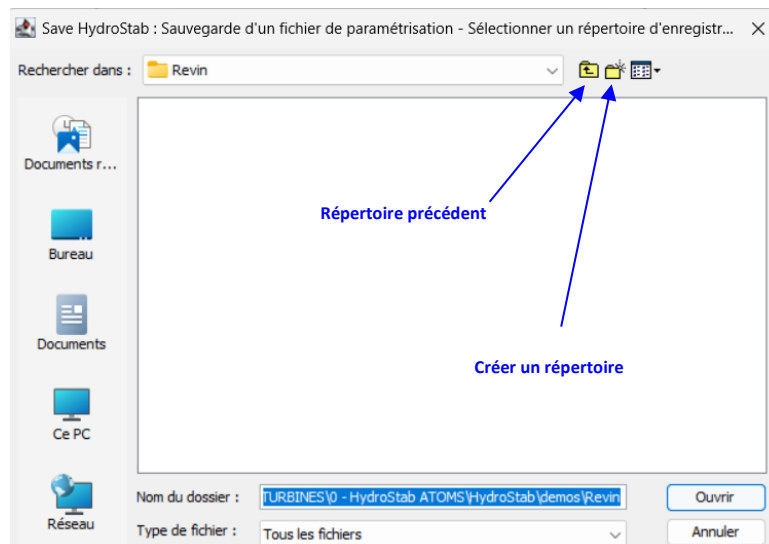 Save HydroStab : Sauvegarde d'un fichier de paramétrisation - Sélectionner un répertoire d'enregistr...
Rechercher dans :
Revin
Documents r...
Répertoire précédent
Bureau
Documents
Créer un répertoire
Ce PC
Réseau
Nom du dossier :
TURBINES\0 - HydroStab ATOMS\HydroStab\demos\Revin
Ouvrir
Type de fichier :
Tous les fichiers
Annuler